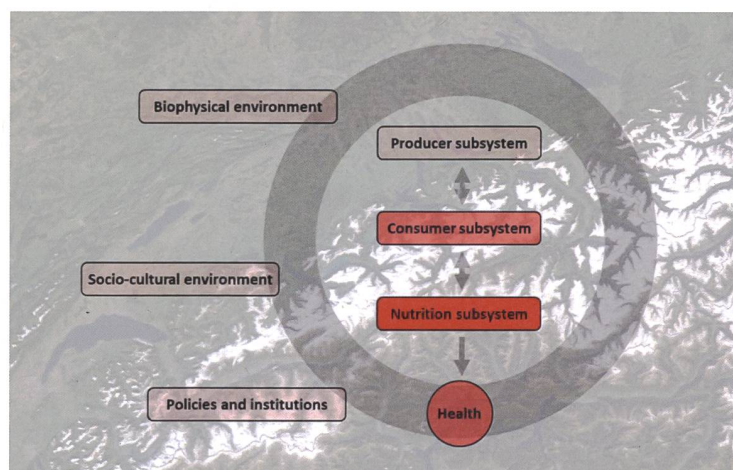 Biophysical environment
Producer subsystem
Consumer subsystem
Socio-cultural environment
Nutrition subsystem
Policies and institutions
Health